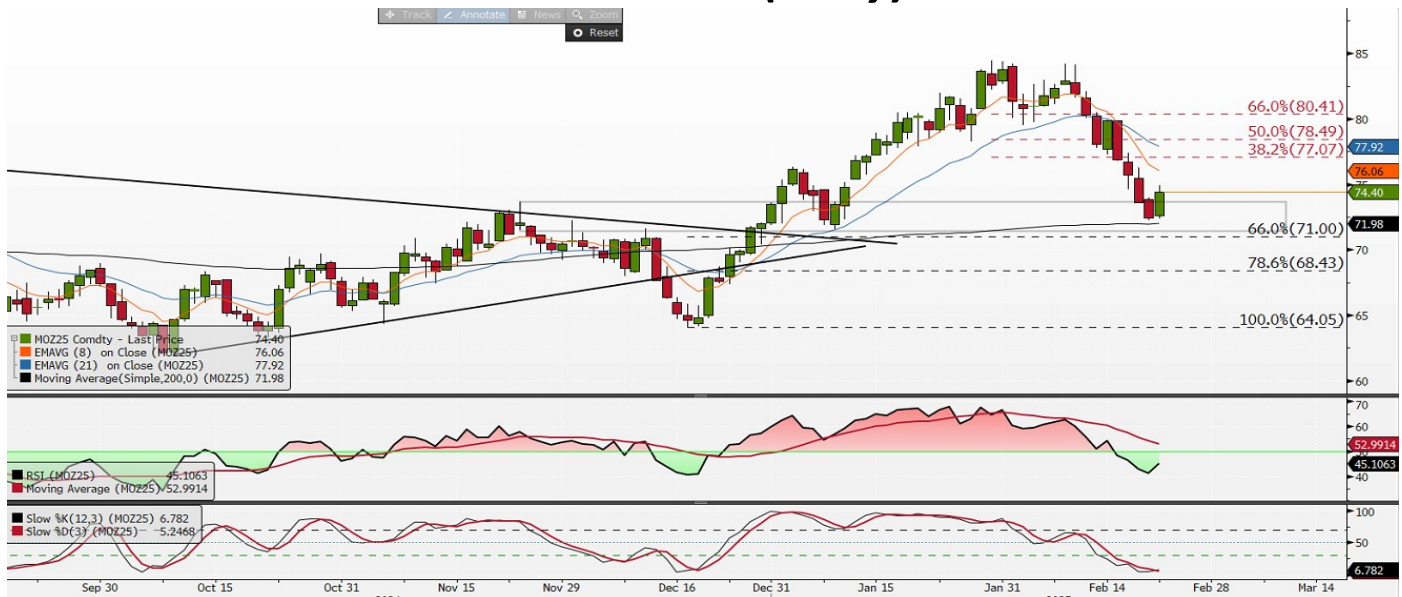 Track Annotate News Zoom
Reset
85
66.0%(80.41)
80
50.0%(78.49)
77.92
38.2%(77.07)
76.06
75
74.40
71.98
66.0%(71.00)
70
78.6%(68.43)
65
100.0%(64.05)
60
MOZ25 Comdty - Last Price 74.40
EMAVG (8) on Close (MOZ25) 76.06
EMAVG (21) on Close (MOZ25) 77.92
Moving Average(Simple,200,0) (MOZ25) 71.98
70
60
52.9914
45.1063
40
RSI (MOZ25) 45.1063
Moving Average (MOZ25) 52.9914
Slow %K(12,3) (MOZ25) 6.782
Slow %D(3) (MOZ25) 5.2468
100
50
6.782
Sep 30 Oct 15 Oct 31 Nov 15 Nov 29 Dec 16 Dec 31 Jan 15 Jan 31 Feb 14 Feb 28 Mar 14